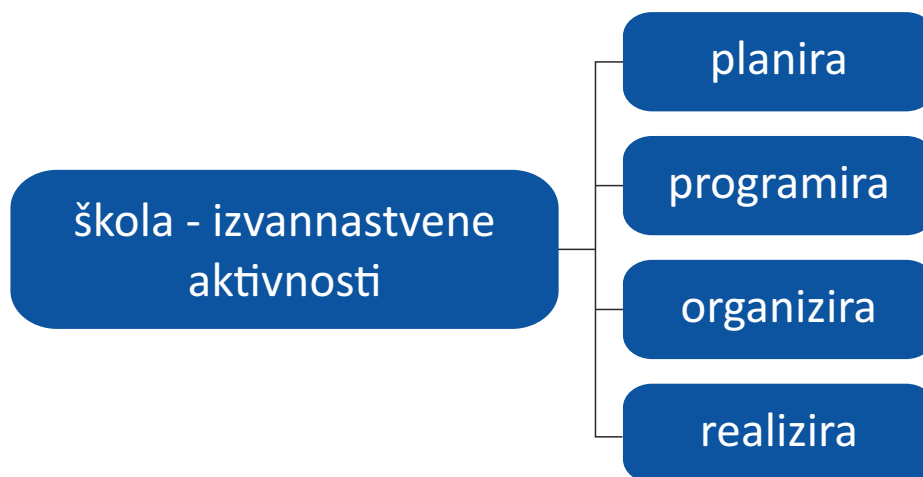 škola - izvannastvene
aktivnosti
planira
programira
organizira
realizira